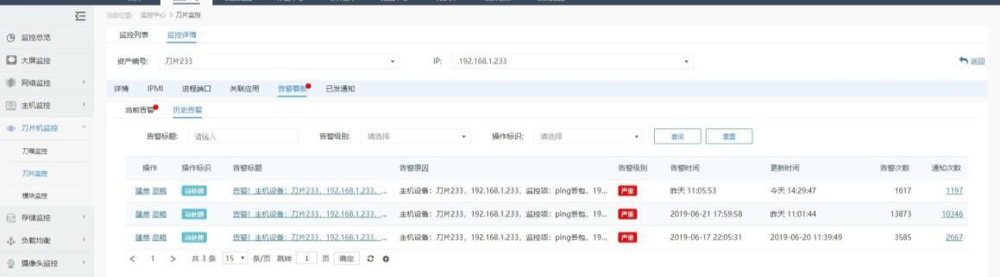 当前位置: 监控中心 > 刀片监控
监控总览
大屏监控
网络监控
主机监控
刀片机监控
刀箱监控
刀片监控
模块监控
存储监控
负载均衡
摄像头监控
监控列表 监控详情
资产编号: 刀片233 IP: 192.168.1.233 返回
详情 IPMI 进程端口 关联应用 告警看板 已发通知
当前告警 历史告警
告警标题: 请输入 告警级别: 请选择 操作标识: 请选择 查询 重置
操作 操作标识 告警标题 告警原因 告警级别 告警时间 更新时间 告警次数 通知次数
建单 忽略 待处理 告警! 主机设备: 刀片233, 192.168.1.233, ... 主机设备: 刀片233, 192.168.1.233, 监控项: ping丢包, 19... 严重 昨天 11:05:53 今天 14:29:47 1617 1197
建单 忽略 待处理 告警! 主机设备: 刀片233, 192.168.1.233, ... 主机设备: 刀片233, 192.168.1.233, 监控项: ping丢包, 19... 严重 2019-06-21 17:59:58 昨天 11:01:44 13873 10346
建单 忽略 待处理 告警! 主机设备: 刀片233, 192.168.1.233, ... 主机设备: 刀片233, 192.168.1.233, 监控项: ping丢包, 19... 严重 2019-06-17 22:05:31 2019-06-20 11:39:49 3585 2667
< 1 > 共 3 条 15 条/页 跳转 1 页 确定